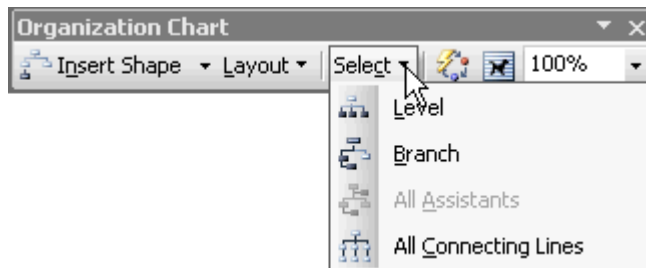 Organization Chart
Insert Shape Layout Select 100%
Level
Branch
All Assistants
All Connecting Lines